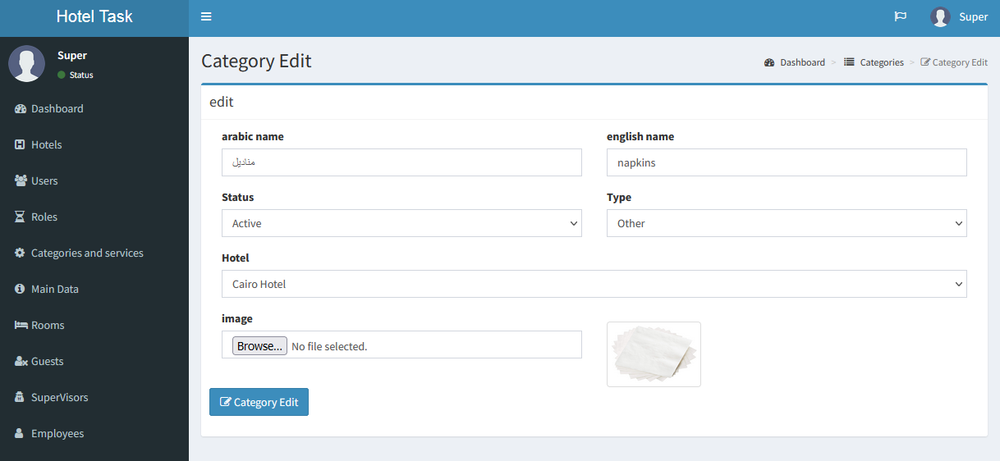 Hotel Task
Super
Super
Status
Dashboard
Hotels
Users
Roles
Categories and services
Main Data
Rooms
Guests
SuperVisors
Employees
Category Edit
Dashboard > Categories > Category Edit
edit
arabic name
english name
مناديل
napkins
Status
Type
Active
Other
Hotel
Cairo Hotel
image
Browse... No file selected.
Category Edit